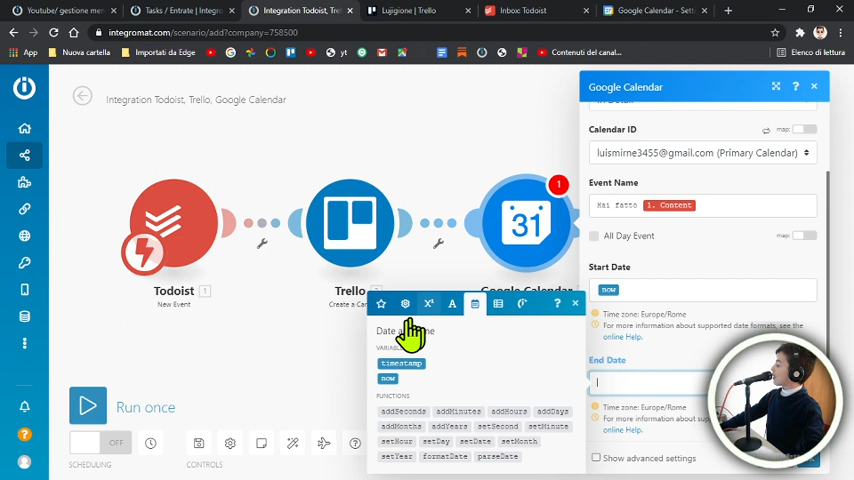 Youtube/ gestione men
Tasks / Entrate | Integro
Integration Todoist, Tre
Lujigione | Trello
Inbox: Todoist
Google Calendar - Sett
integromat.com/scenario/add?company=758500
App
Nuova cartella
Importati da Edge
yt
Contenuti del canal...
Elenco di lettura
Integration Todoist, Trello, Google Calendar
Google Calendar
Calendar ID
map:
luismirne3455@gmail.com (Primary Calendar)
Event Name
Hai fatto 1. Content
All Day Event
map:
Start Date
now
Time zone: Europe/Rome
For more information about supported date formats, see the
online Help.
End Date
Time zone: Europe/Rome
For more information about
online Help.
Show advanced settings
31
1
Todoist 1
New Event
Trello
Create a Car
Google Calendar
Date a
me
VARIABLE
timestamp
now
FUNCTIONS
addSeconds addMinutes addHours addDays
addMonths addYears setSecond setMinute
setHour setDay setDate setMonth
setYear formatDate parseDate
Run once
OFF
SCHEDULING
CONTROLS